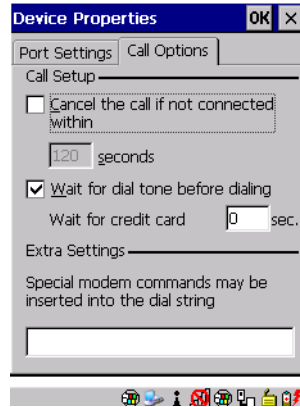 Device Properties OK ×
Port Settings Call Options
Call Setup
Cancel the call if not connected
within
120 seconds
Wait for dial tone before dialing
Wait for credit card 0 sec.
Extra Settings
Special modem commands may be
inserted into the dial string